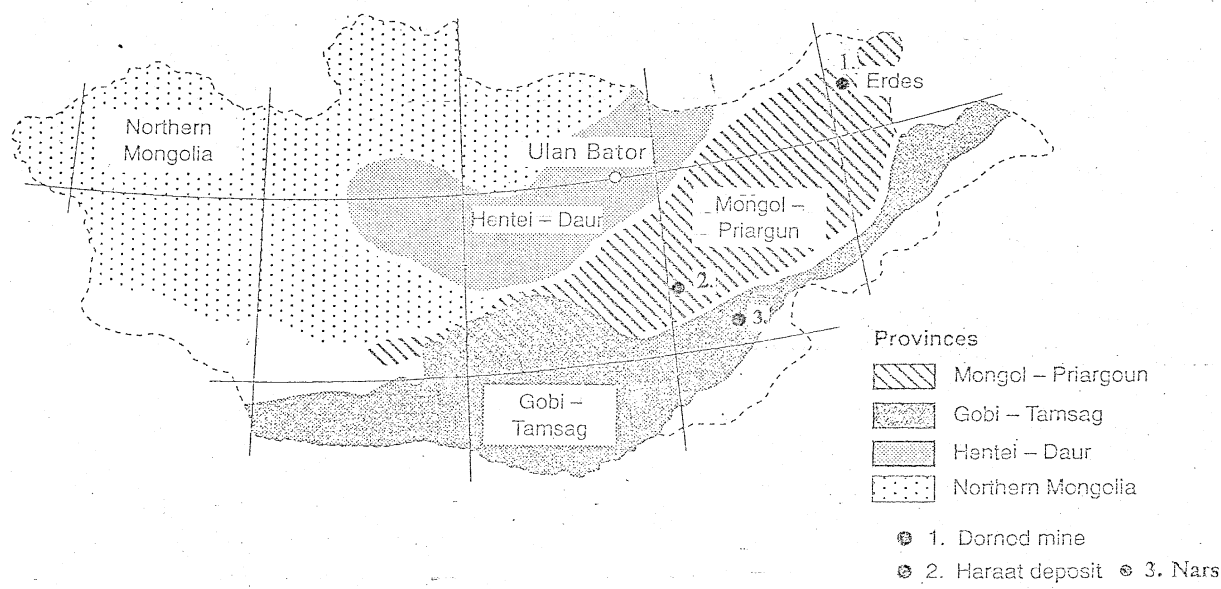 1.
Erdes
Northern
Mongolia
Ulan Bator
Hentei – Daur
Mongol –
Priargun
2.
3.
Gobi –
Tamsag
Provinces
Mongol – Priargoun
Gobi – Tamsag
Hentei – Daur
Northern Mongolia
1. Dornod mine
2. Haraat deposit 3. Nars